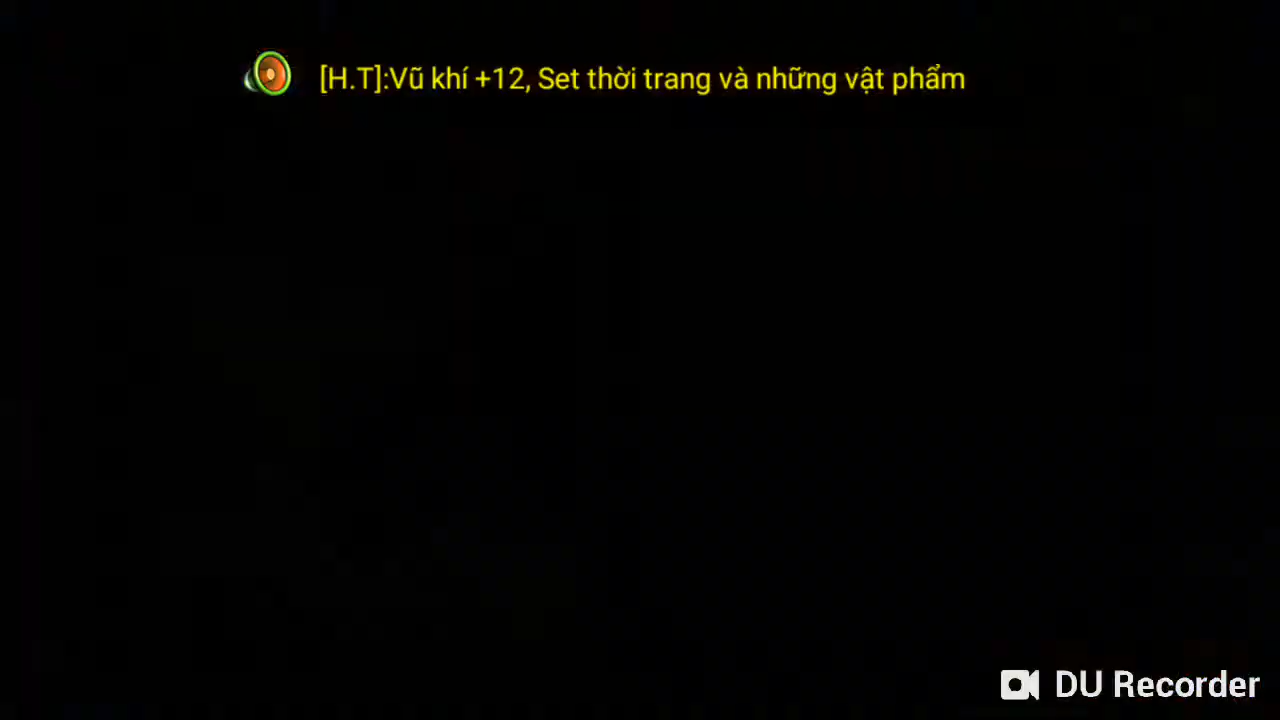 [H.T]:Vũ khí +12, Set thời trang và những vật phẩm
DU Recorder